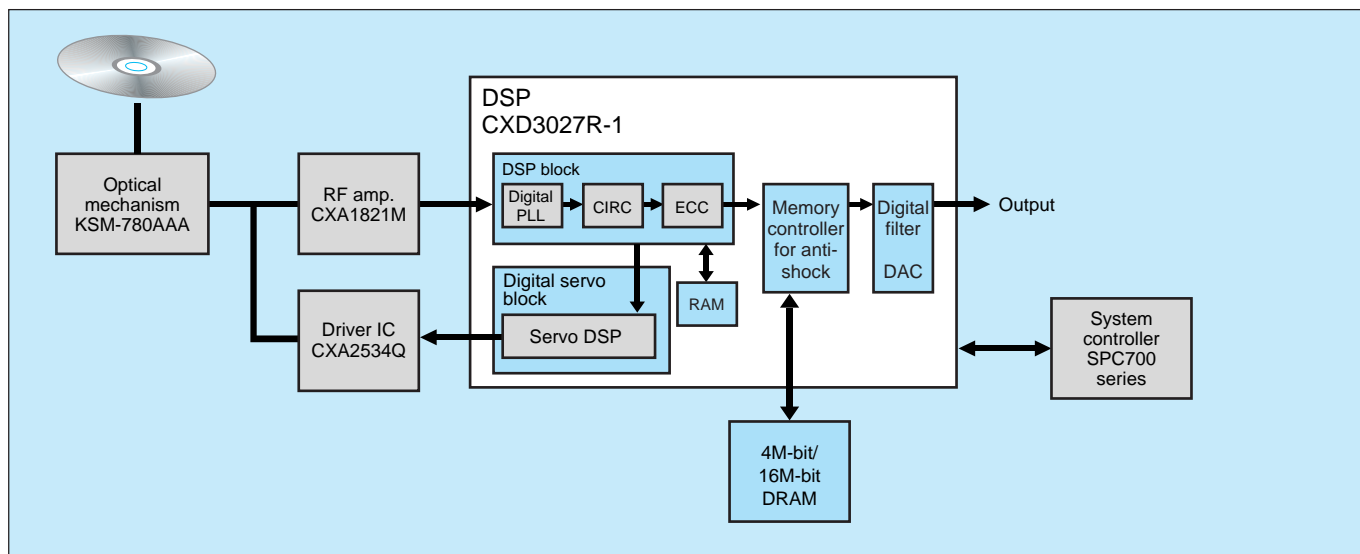 DSP
CXD3027R-1
DSP block
Digital
PLL
CIRC
ECC
Optical
mechanism
KSM-780AAA
RF amp.
CXA1821M
Memory
controller
for anti-
shock
Digital
filter
DAC
Output
Digital servo
block
Servo DSP
RAM
Driver IC
CXA2534Q
System
controller
SPC700
series
4M-bit/
16M-bit
DRAM